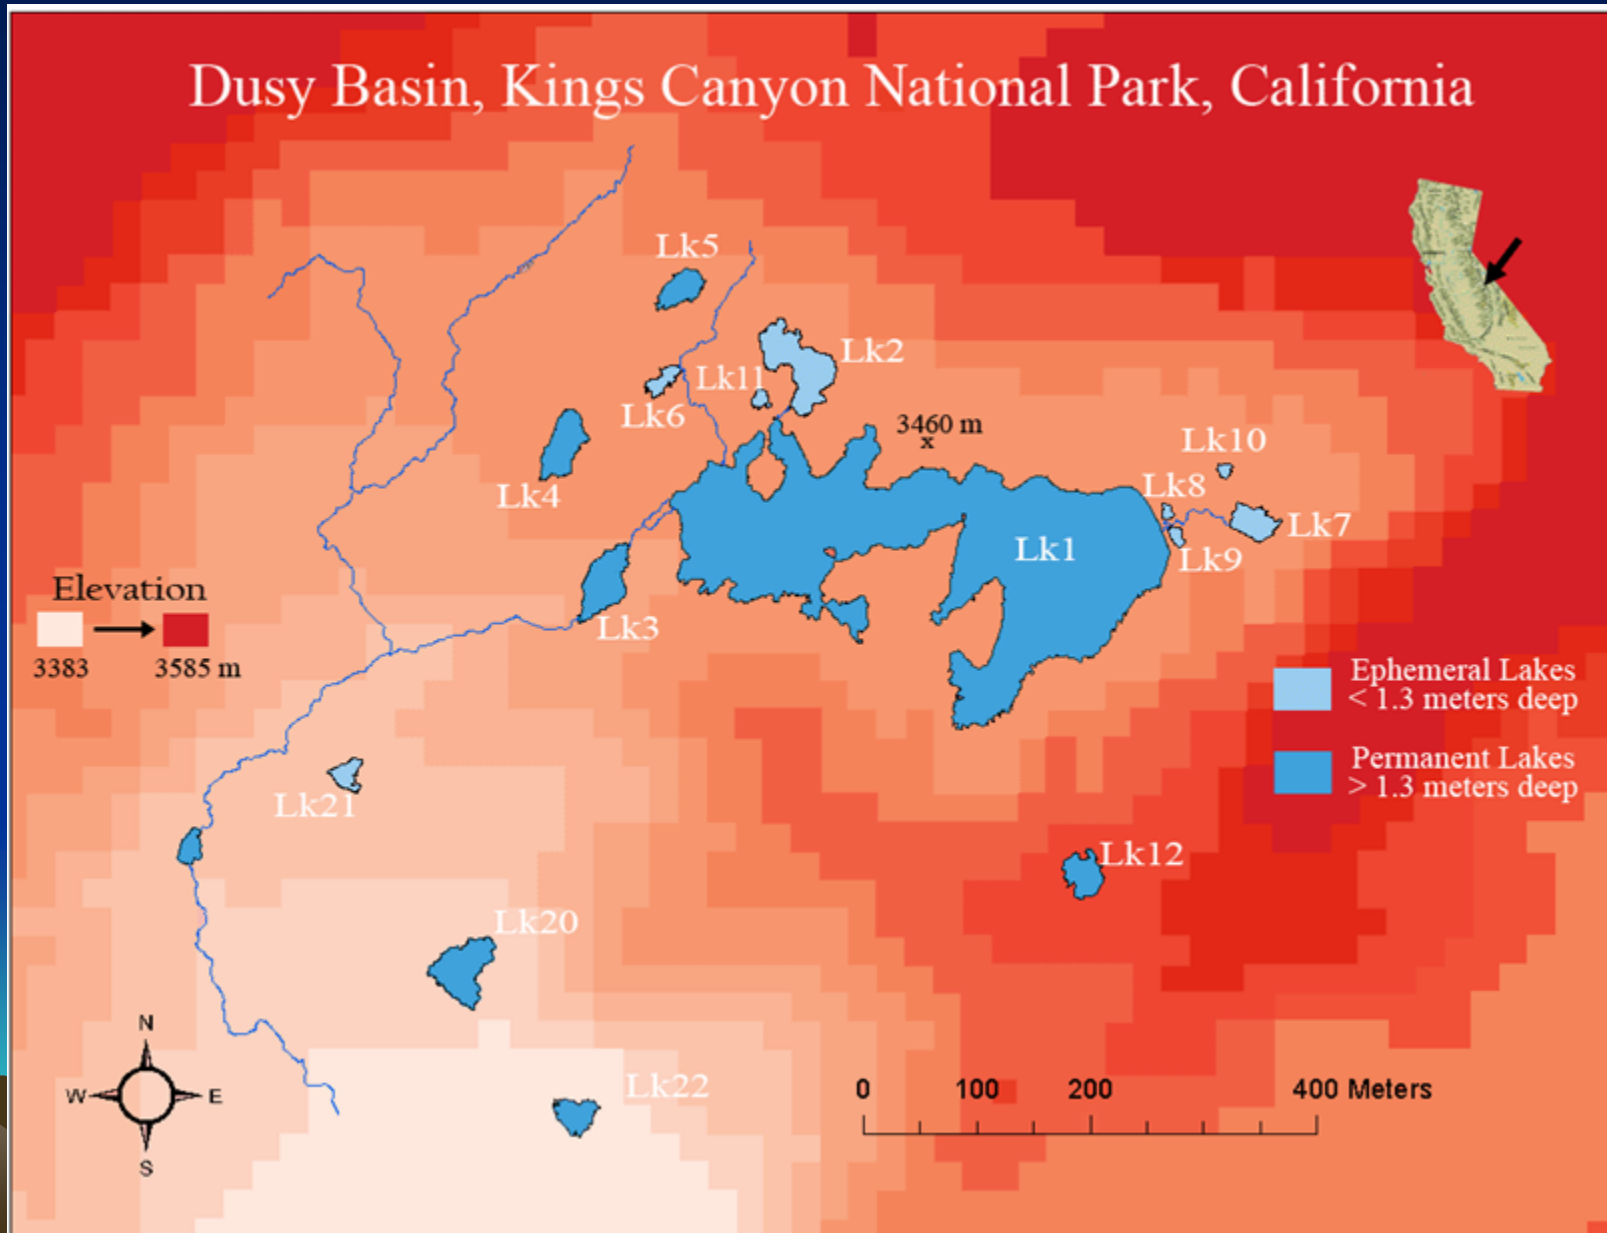 Dusy Basin, Kings Canyon National Park, California
Lk5
Lk2
Lk11
Lk6
3460 m
x
Lk10
Lk4
Lk8
Lk7
Lk1
Lk9
Elevation
Lk3
3383
3585 m
Ephemeral Lakes
< 1.3 meters deep
Permanent Lakes
> 1.3 meters deep
Lk21
Lk12
Lk20
N
W
E
S
Lk22
0 100 200 400 Meters